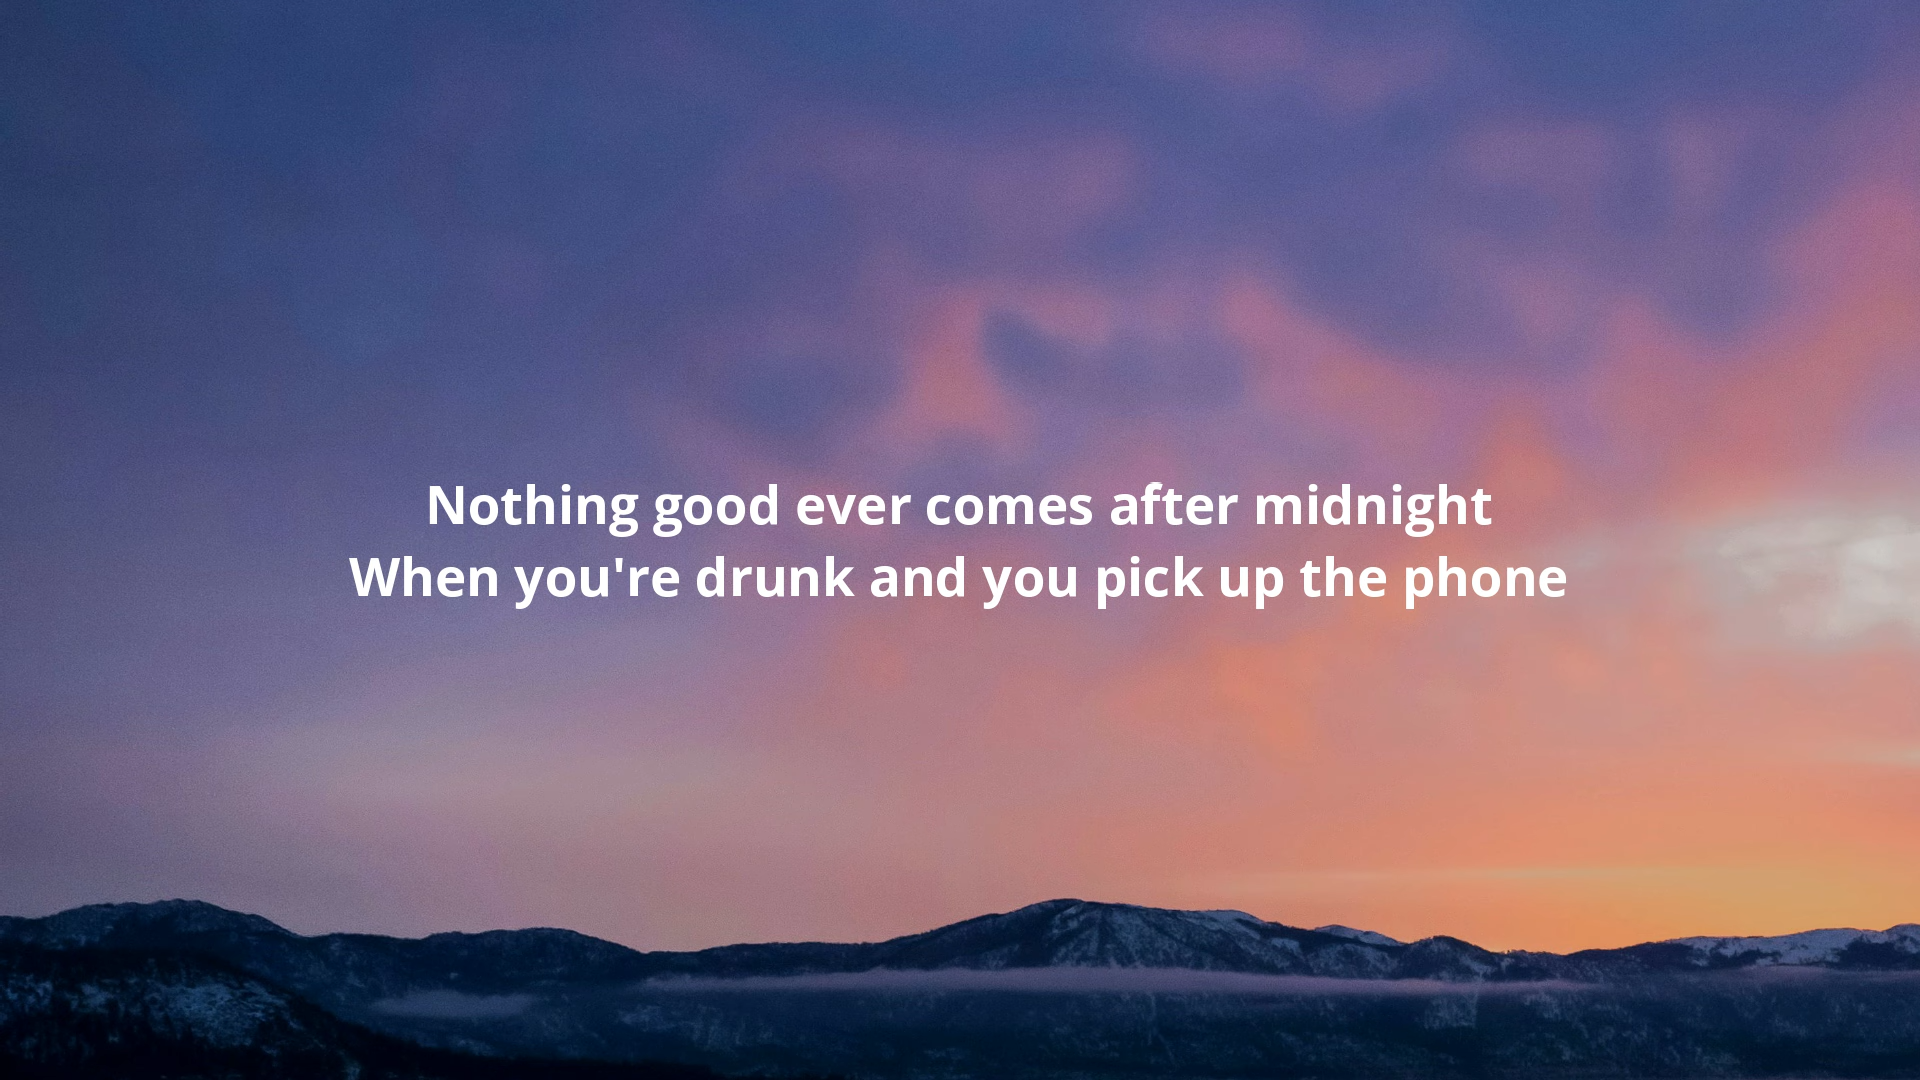 Nothing good ever comes after midnight
When you're drunk and you pick up the phone